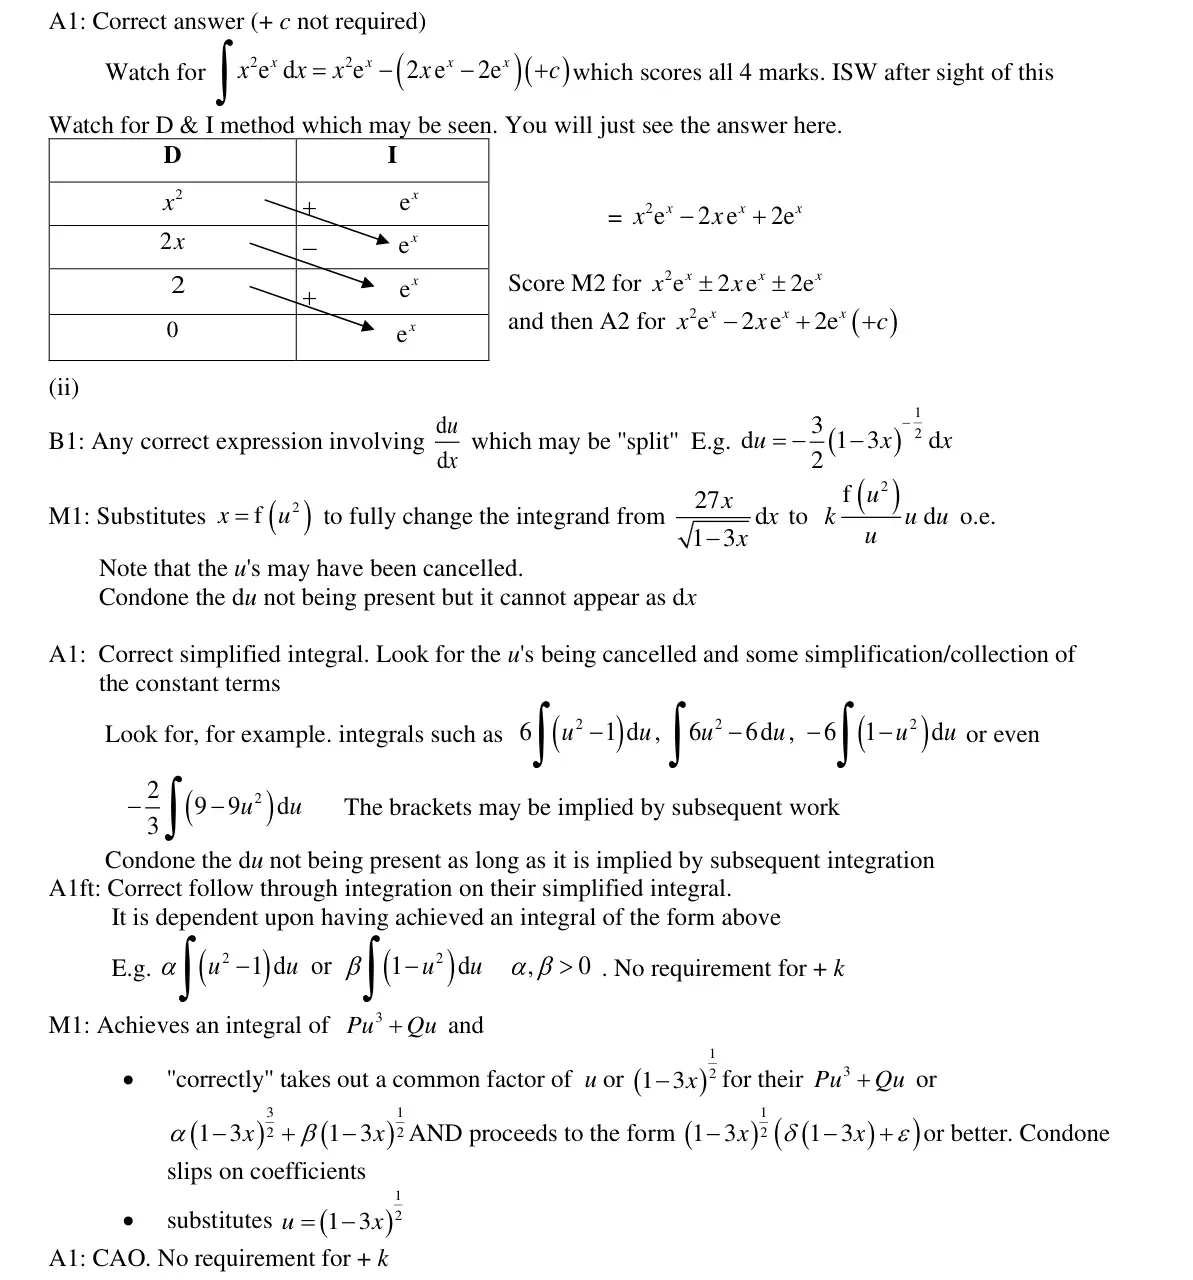 A1: Correct answer (+ c not required)
Watch for ∫ x²eˣ dx = x²eˣ − (2xeˣ − 2eˣ)(+c) which scores all 4 marks. ISW after sight of this
Watch for D & I method which may be seen. You will just see the answer here.
D I
x² + eˣ
= x²eˣ − 2xeˣ + 2eˣ
2x − eˣ
2 + eˣ
Score M2 for x²eˣ ± 2xeˣ ± 2eˣ
0 eˣ
and then A2 for x²eˣ − 2xeˣ + 2eˣ (+c)
(ii)
B1: Any correct expression involving du/dx which may be "split" E.g. du = −3/2 (1−3x)^(−1/2) dx
M1: Substitutes x = f(u²) to fully change the integrand from 27x/√(1−3x) dx to k f(u²)/u u du o.e.
Note that the u's may have been cancelled.
Condone the du not being present but it cannot appear as dx
A1: Correct simplified integral. Look for the u's being cancelled and some simplification/collection of
the constant terms
Look for, for example. integrals such as 6∫(u²−1)du, ∫6u²−6du, −6∫(1−u²)du or even
−2/3 ∫(9−9u²)du The brackets may be implied by subsequent work
Condone the du not being present as long as it is implied by subsequent integration
A1ft: Correct follow through integration on their simplified integral.
It is dependent upon having achieved an integral of the form above
E.g. α∫(u²−1)du or β∫(1−u²)du α, β > 0 . No requirement for + k
M1: Achieves an integral of Pu³ + Qu and
• "correctly" takes out a common factor of u or (1−3x)^(1/2) for their Pu³ + Qu or
α(1−3x)^(3/2) + β(1−3x)^(1/2) AND proceeds to the form (1−3x)^(1/2) (δ(1−3x)+ε) or better. Condone
slips on coefficients
• substitutes u = (1−3x)^(1/2)
A1: CAO. No requirement for + k